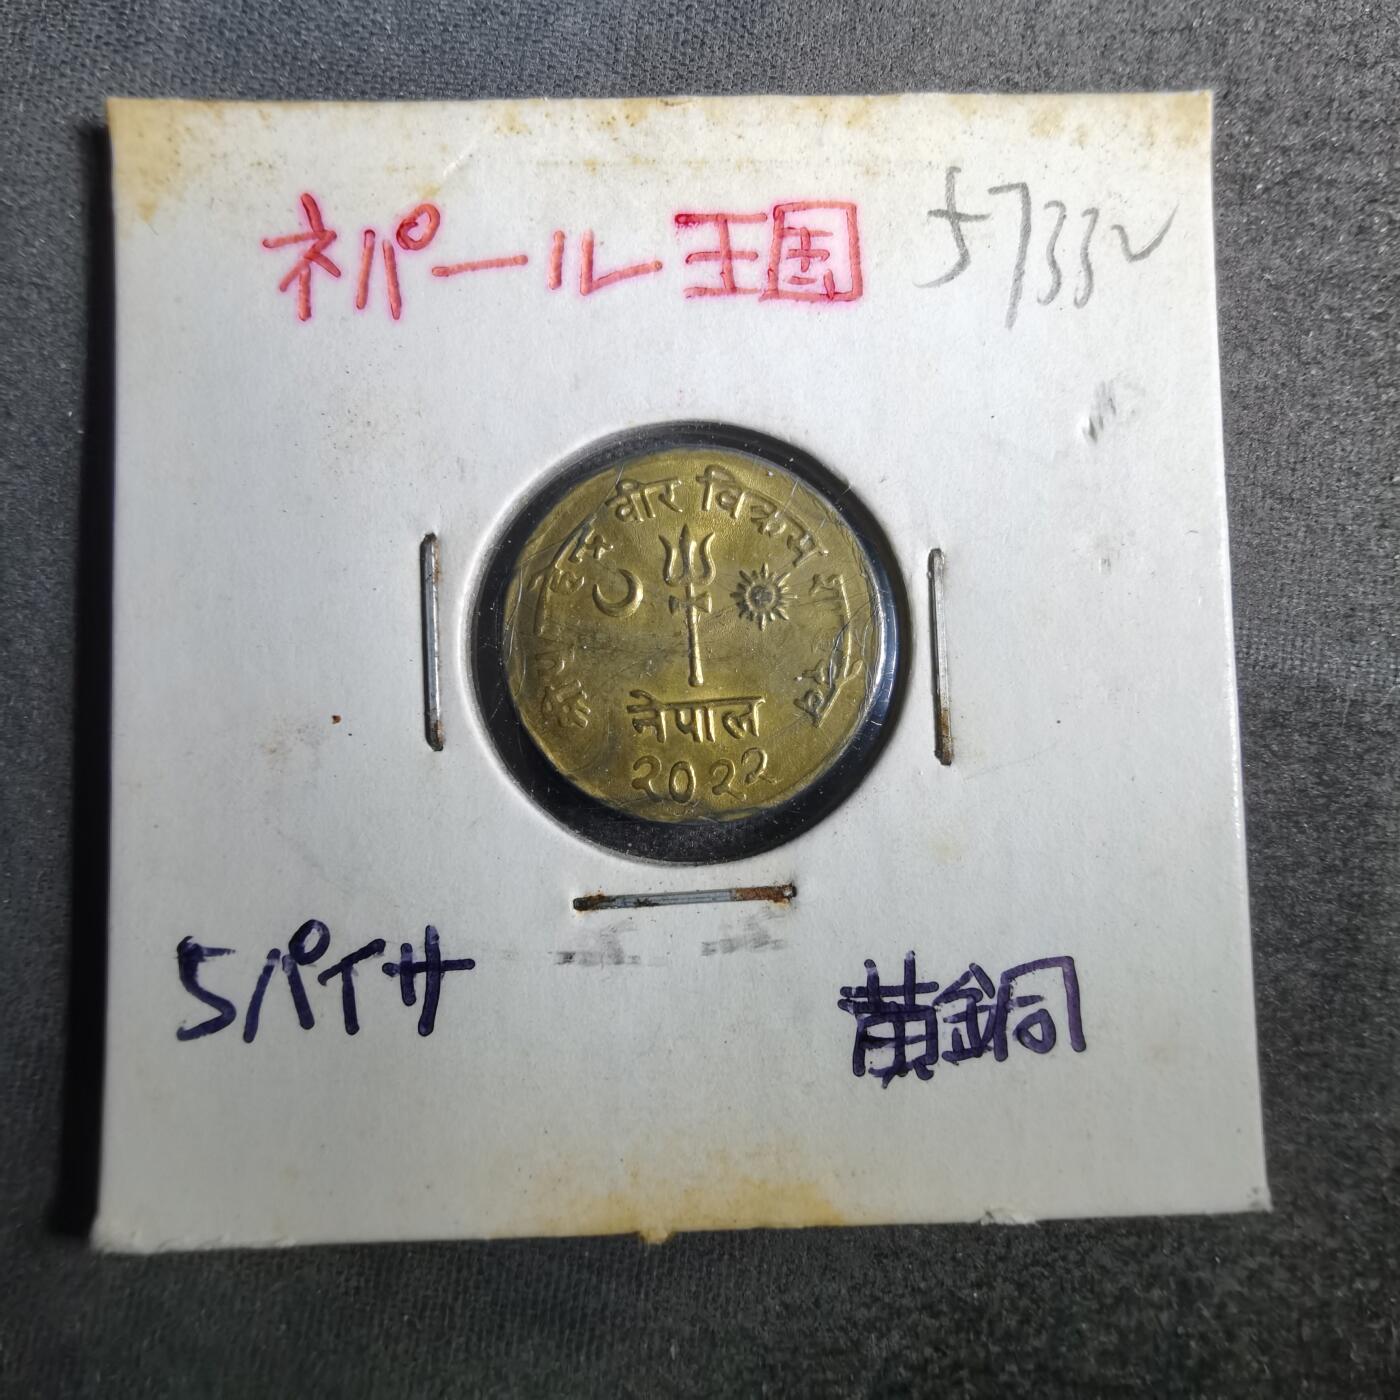 ネパール王国 5733
वीर विक्रम
नेपाल
२०२२
5パイサ 黄銅